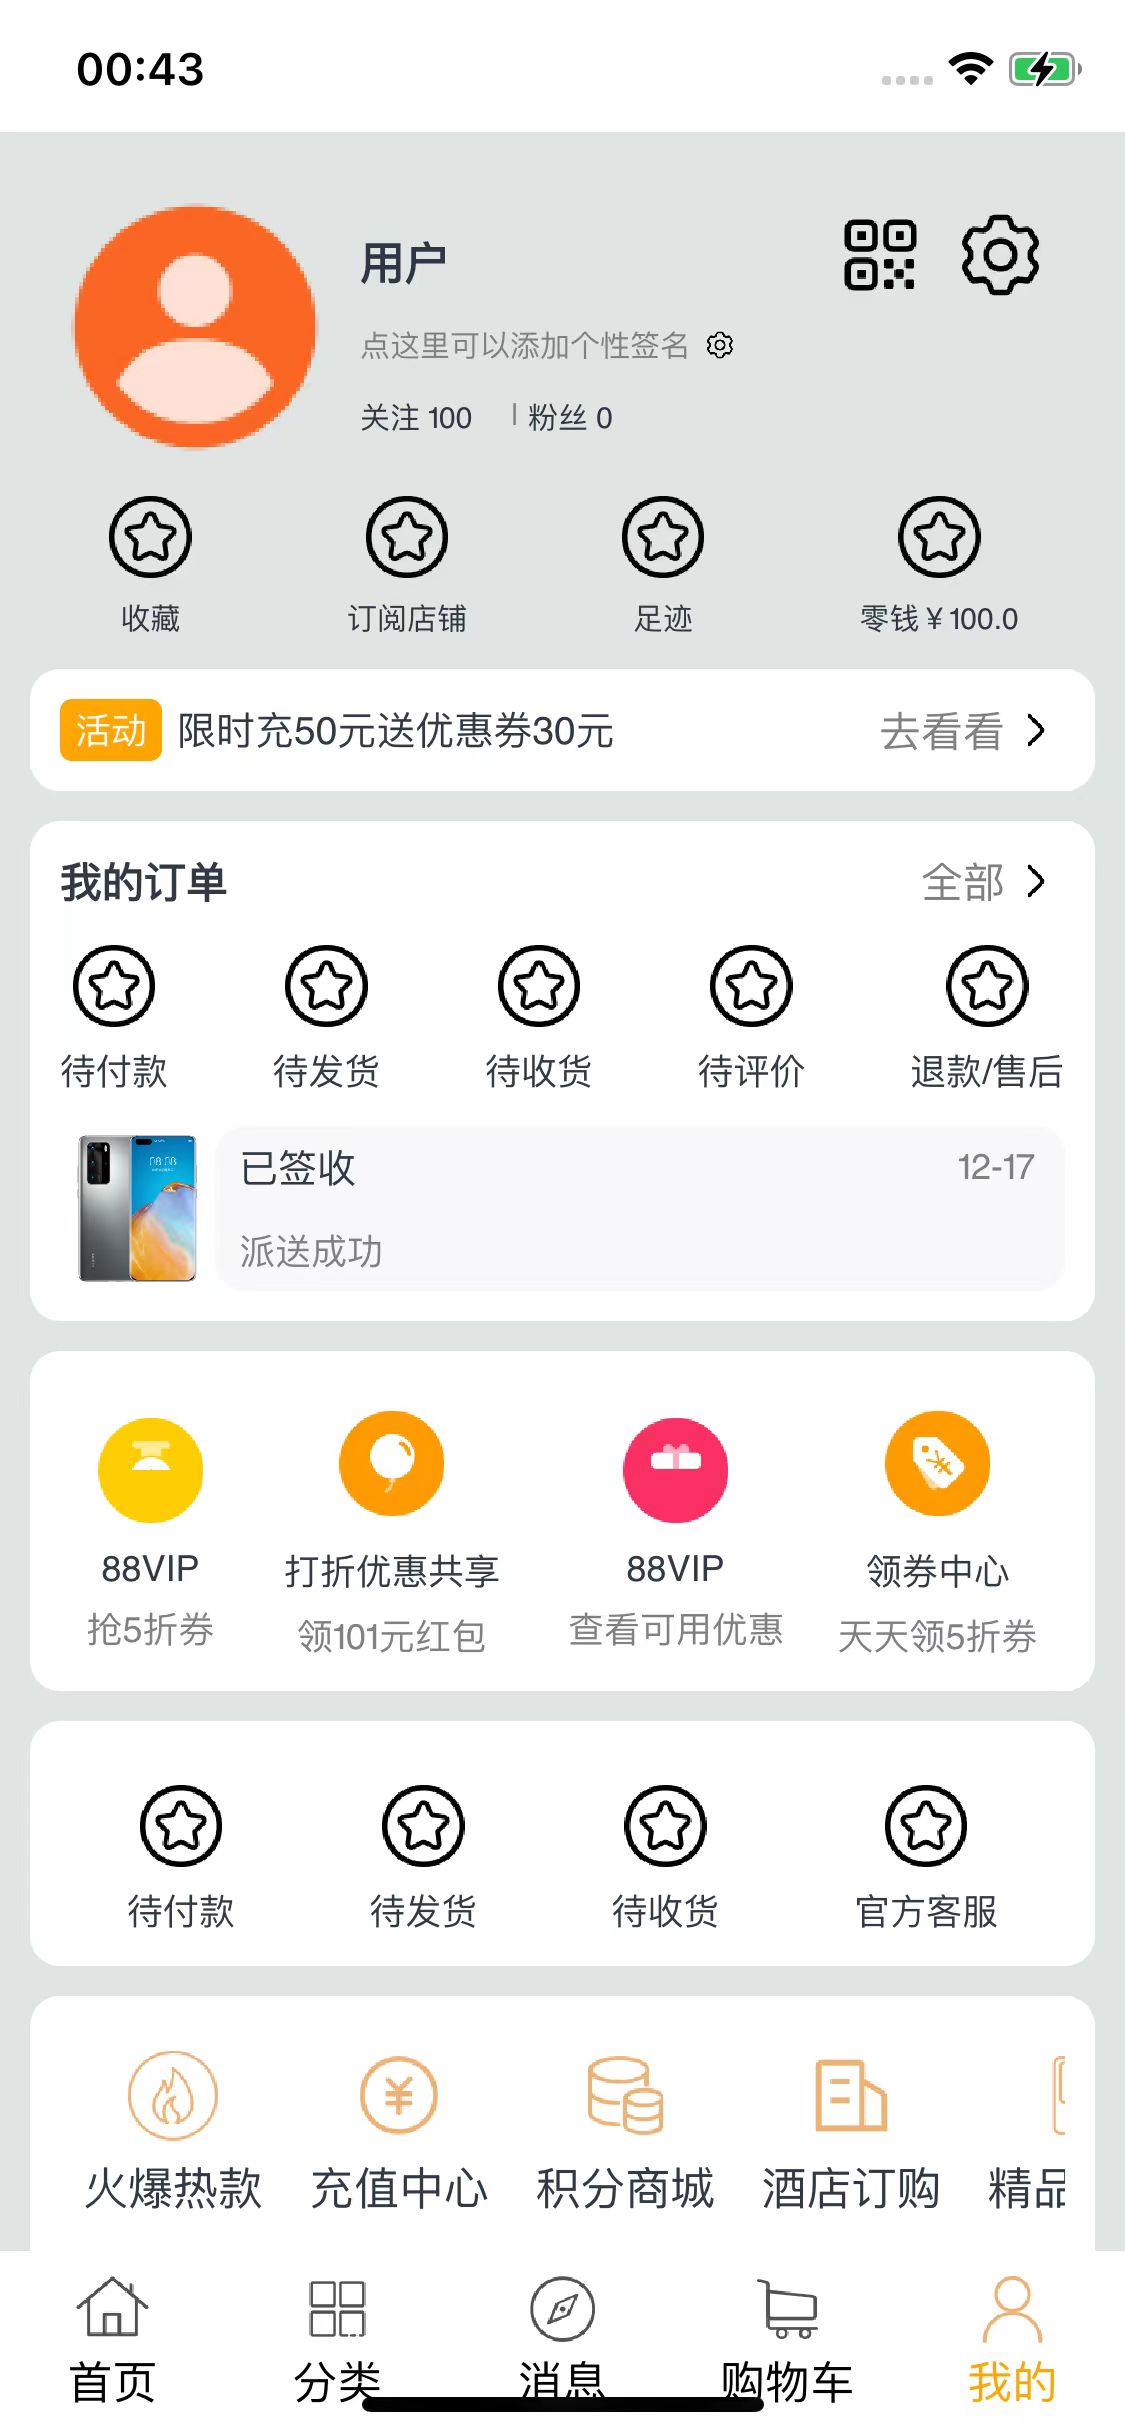 00:43
用户
点这里可以添加个性签名
关注 100 | 粉丝 0
收藏 订阅店铺 足迹 零钱￥100.0
活动 限时充50元送优惠券30元 去看看
我的订单 全部
待付款 待发货 待收货 待评价 退款/售后
08:08
已签收 12-17
派送成功
88VIP 打折优惠共享 88VIP 领券中心
抢5折券 领101元红包 查看可用优惠 天天领5折券
待付款 待发货 待收货 官方客服
火爆热款 充值中心 积分商城 酒店订购 精品
首页 分类 消息 购物车 我的